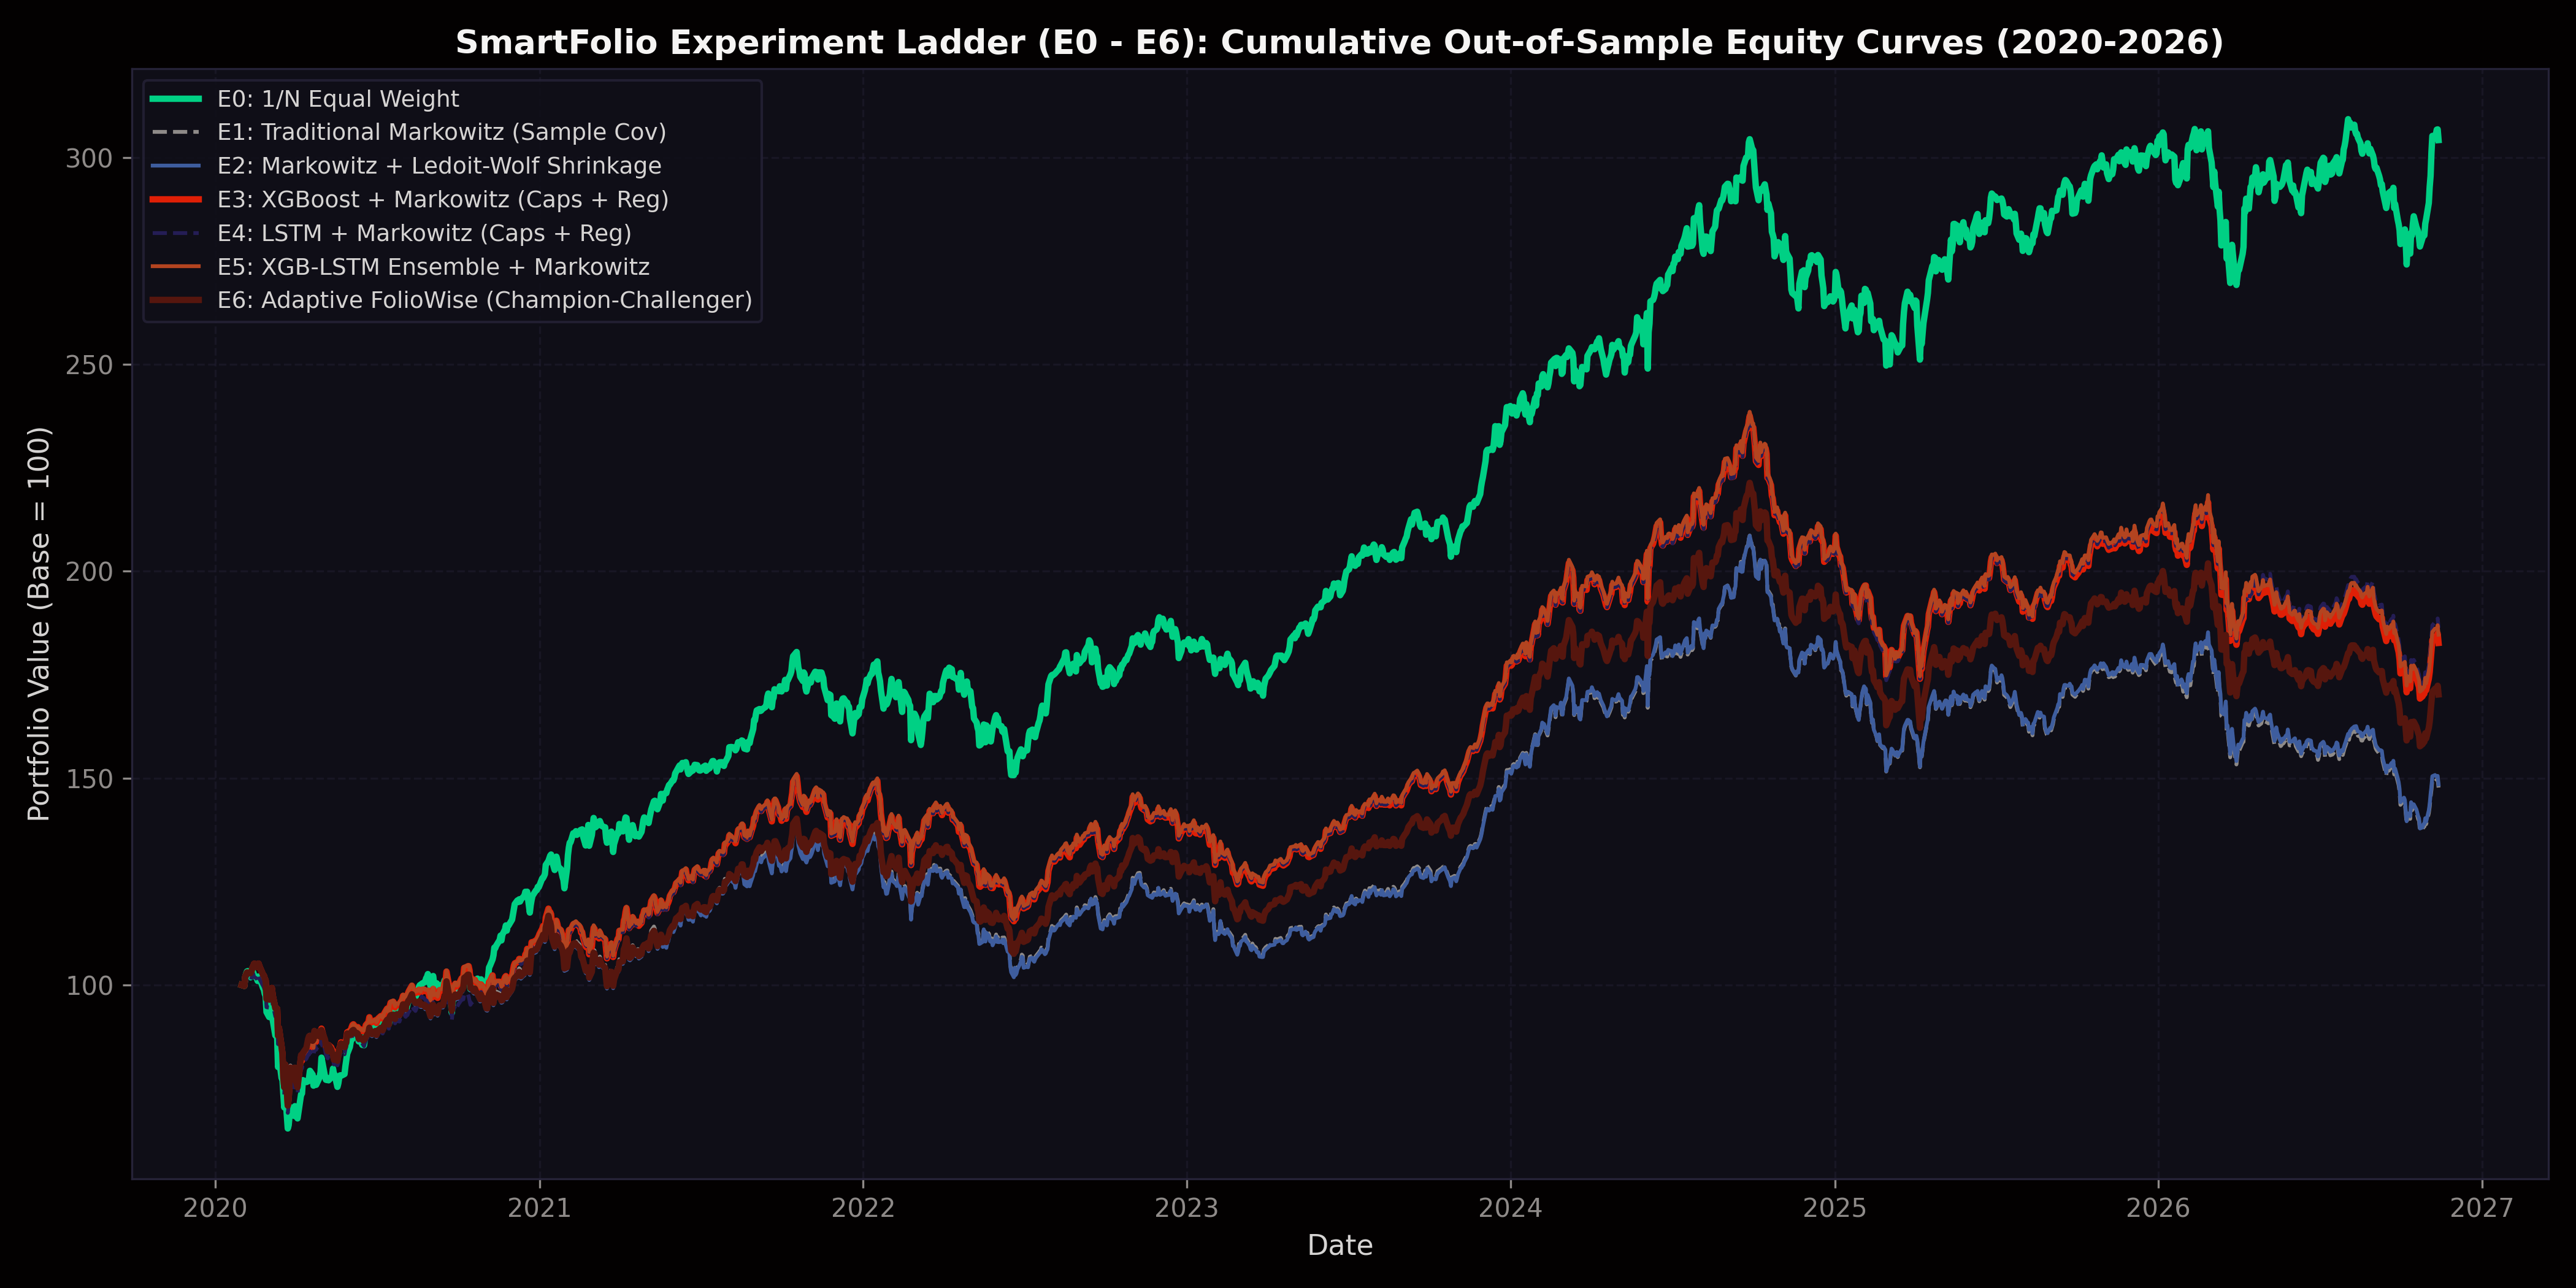 SmartFolio Experiment Ladder (E0 - E6): Cumulative Out-of-Sample Equity Curves (2020-2026)
E0: 1/N Equal Weight
E1: Traditional Markowitz (Sample Cov)
E2: Markowitz + Ledoit-Wolf Shrinkage
E3: XGBoost + Markowitz (Caps + Reg)
E4: LSTM + Markowitz (Caps + Reg)
E5: XGB-LSTM Ensemble + Markowitz
E6: Adaptive FolioWise (Champion-Challenger)
Portfolio Value (Base = 100)
300
250
200
150
100
2020
2021
2022
2023
2024
2025
2026
2027
Date